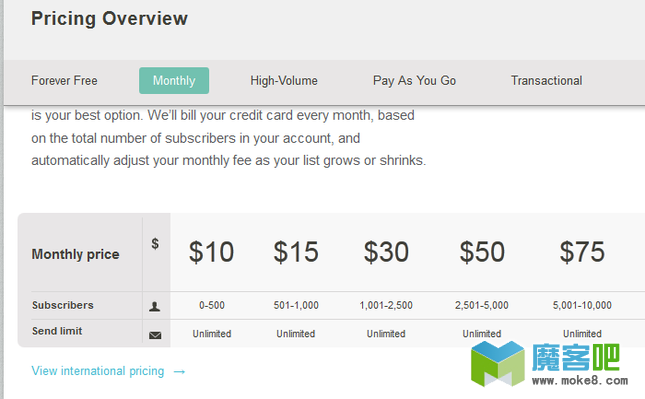 Pricing Overview
Forever Free Monthly High-Volume Pay As You Go Transactional
is your best option. We'll bill your credit card every month, based
on the total number of subscribers in your account, and
automatically adjust your monthly fee as your list grows or shrinks.
Monthly price $ $10 $15 $30 $50 $75
Subscribers 0-500 501-1,000 1,001-2,500 2,501-5,000 5,001-10,000
Send limit Unlimited Unlimited Unlimited Unlimited Unlimited
View international pricing →
魔客吧
www.moke8.com